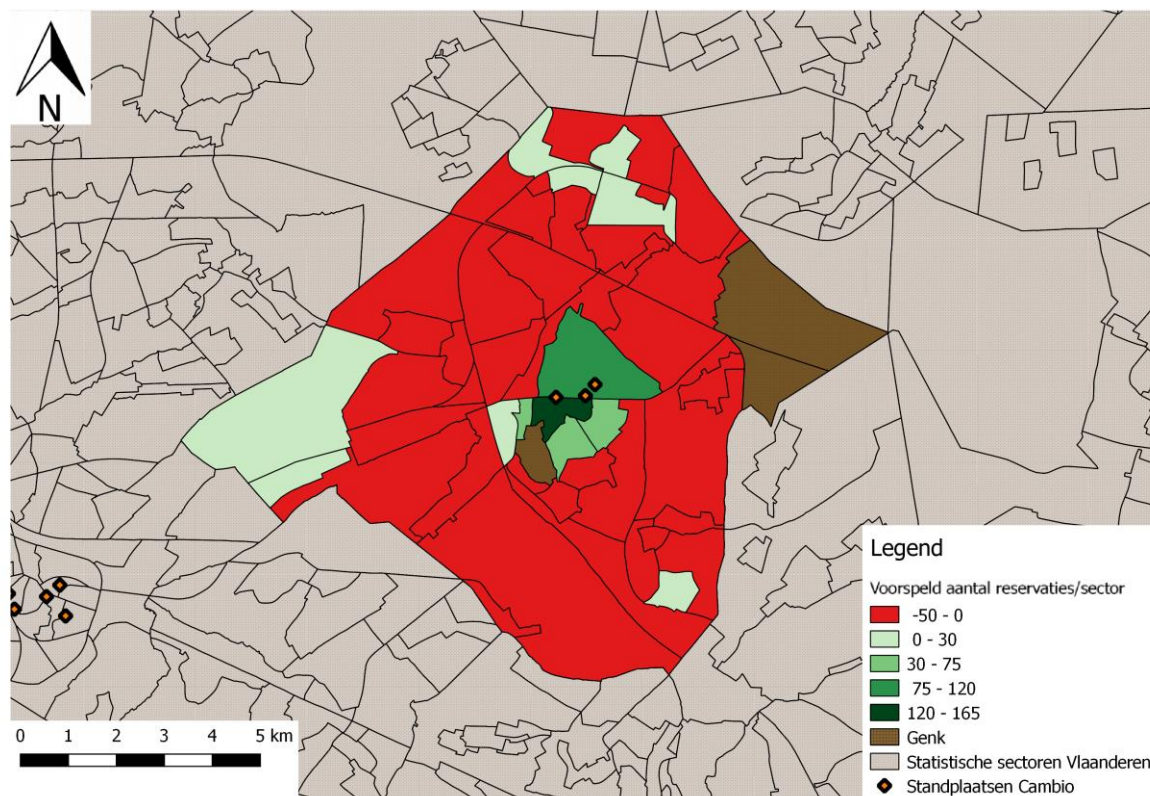 N
Legend
Voorspeld aantal reservaties/sector
-50 - 0
0 - 30
30 - 75
75 - 120
120 - 165
Genk
Statistische sectoren Vlaanderen
Standplaatsen Cambio
0 1 2 3 4 5 km